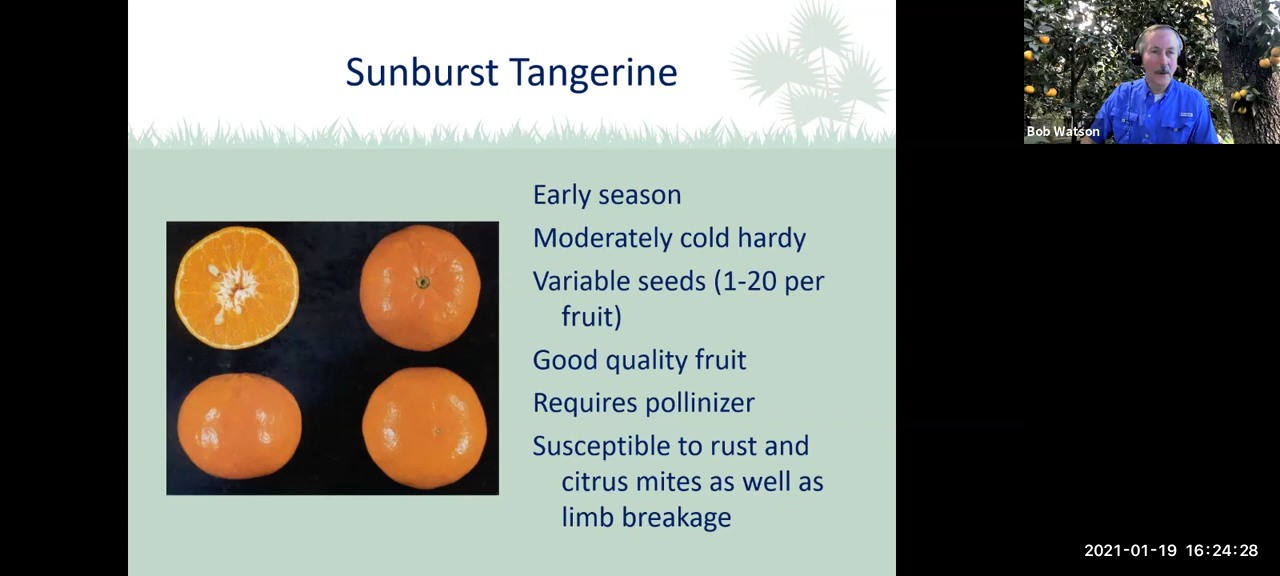 Sunburst Tangerine
Early season
Moderately cold hardy
Variable seeds (1-20 per
fruit)
Good quality fruit
Requires pollinizer
Susceptible to rust and
citrus mites as well as
limb breakage
Bob Watson
2021-01-19 16:24:28